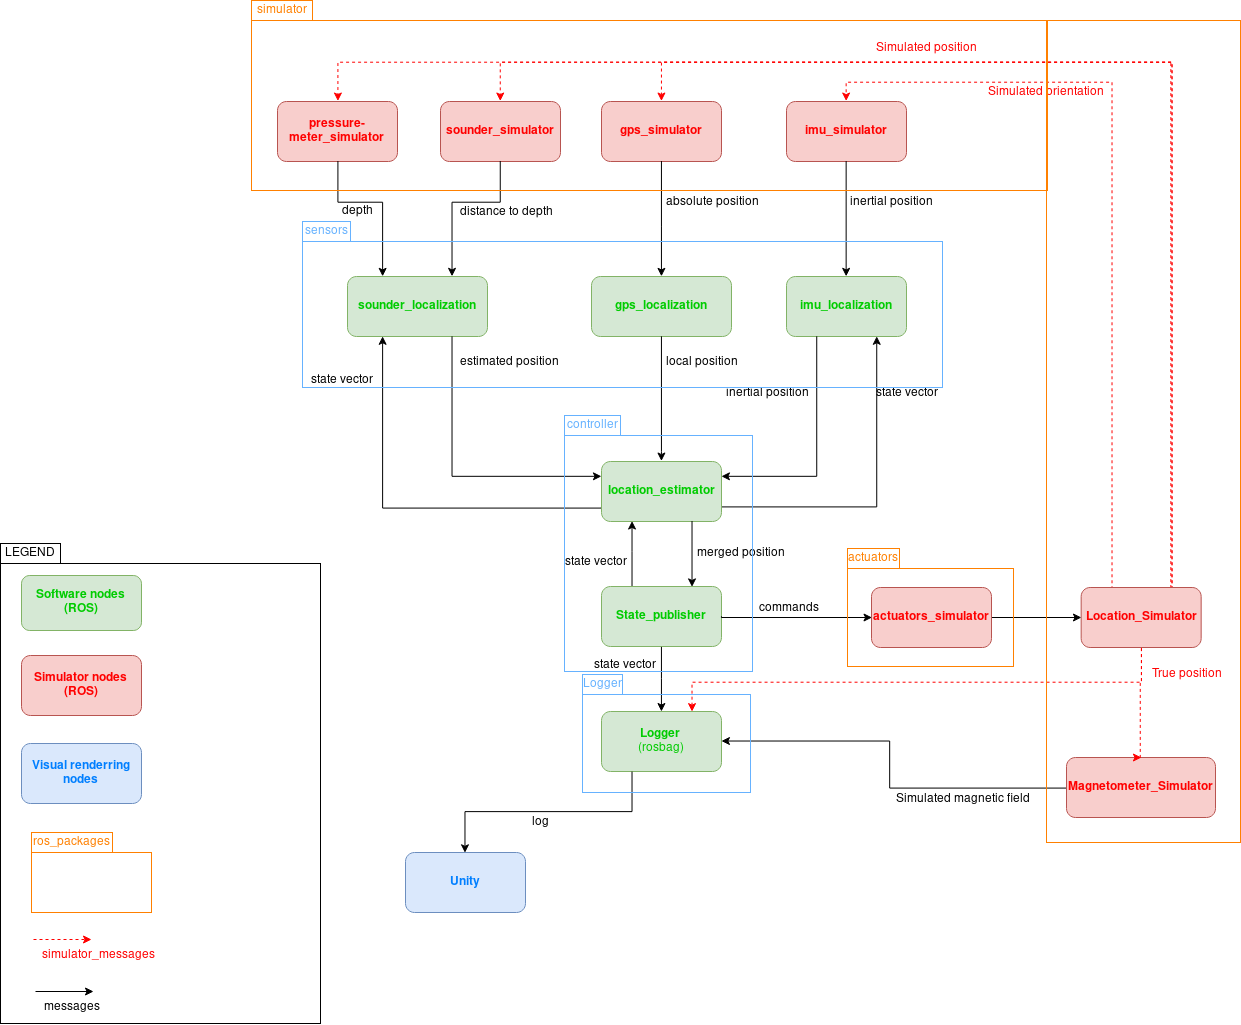 simulator
Simulated position
Simulated orientation
pressure-
meter_simulator
sounder_simulator
gps_simulator
imu_simulator
depth
distance to depth
absolute position
inertial position
sensors
sounder_localization
gps_localization
imu_localization
state vector
estimated position
local position
inertial position
state vector
controller
location_estimator
state vector
merged position
State_publisher
commands
actuators
actuators_simulator
Location_Simulator
state vector
True position
Logger
Logger
(rosbag)
Simulated magnetic field
Magnetometer_Simulator
log
Unity
LEGEND
Software nodes
(ROS)
Simulator nodes
(ROS)
Visual renderring
nodes
ros_packages
simulator_messages
messages